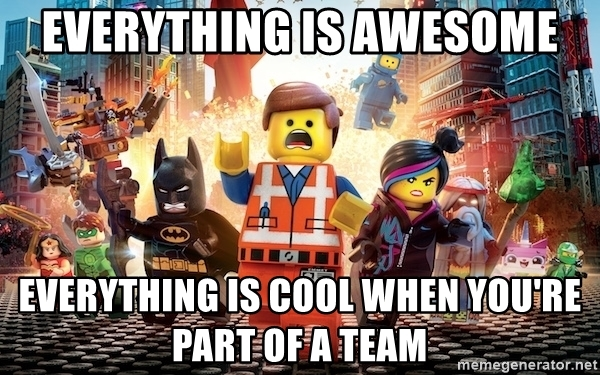 EVERYTHING IS AWESOME
EVERYTHING IS COOL WHEN YOU'RE
PART OF A TEAM
memegenerator.net